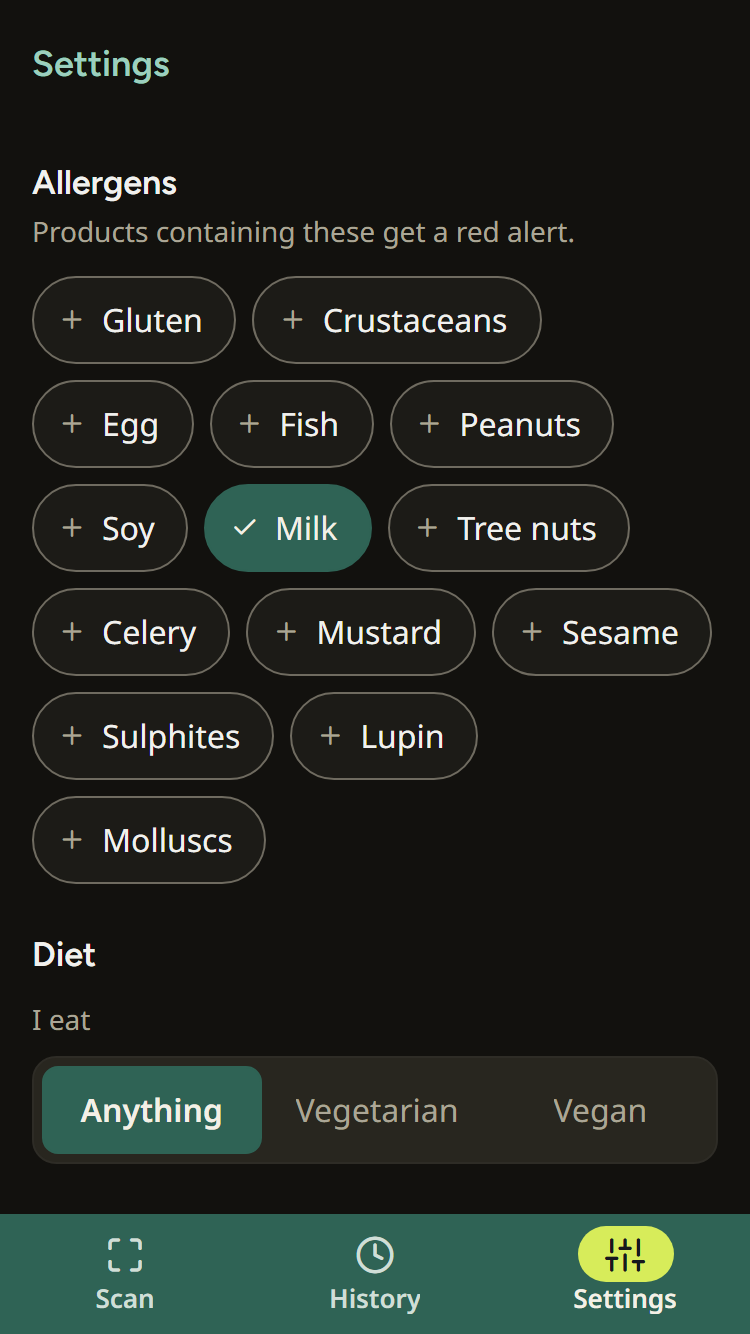 Settings
Allergens
Products containing these get a red alert.
Gluten Crustaceans
Egg Fish Peanuts
Soy Milk Tree nuts
Celery Mustard Sesame
Sulphites Lupin
Molluscs
Diet
I eat
Anything Vegetarian Vegan
Scan History Settings